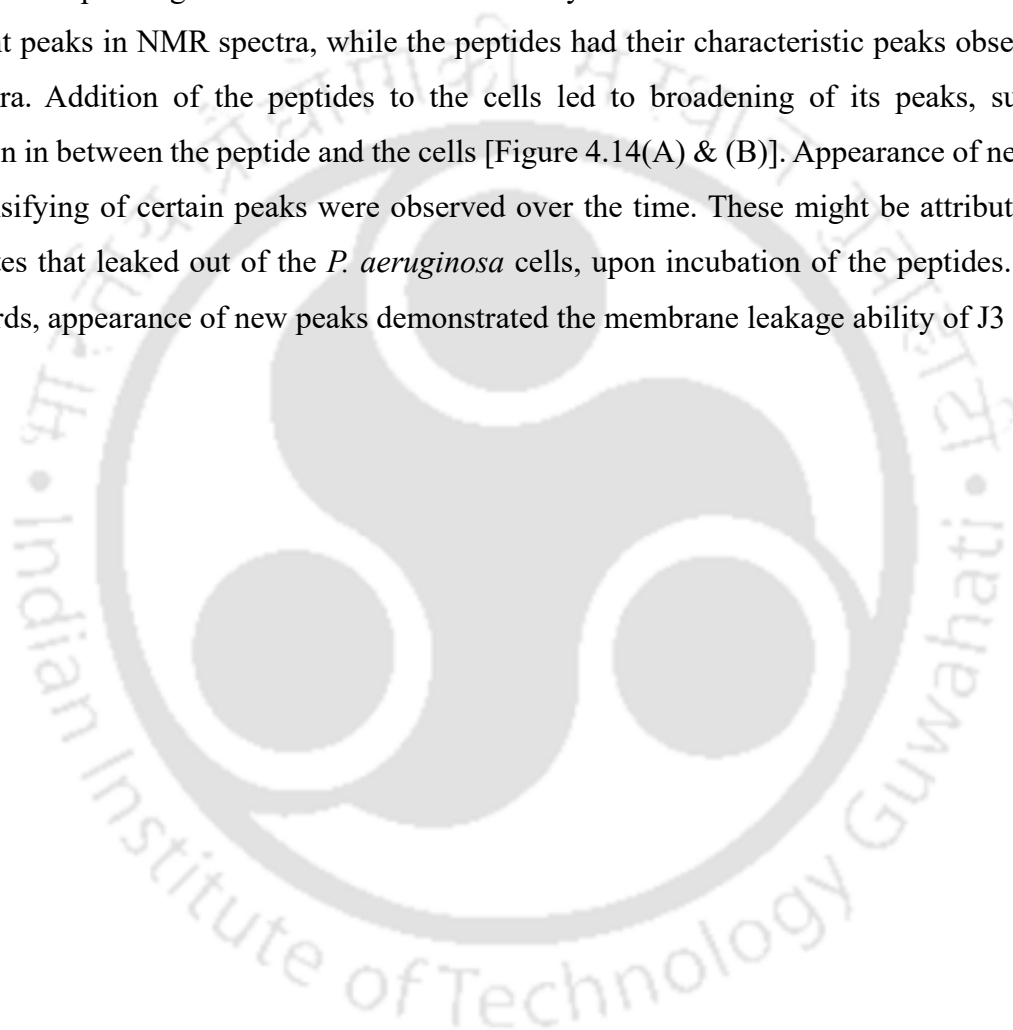 t peaks in NMR spectra, while the peptides had their characteristic peaks obse
ra. Addition of the peptides to the cells led to broadening of its peaks, su
n in between the peptide and the cells [Figure 4.14(A) & (B)]. Appearance of ne
sifying of certain peaks were observed over the time. These might be attribut
es that leaked out of the P. aeruginosa cells, upon incubation of the peptides.
rds, appearance of new peaks demonstrated the membrane leakage ability of J3
Indian Institute of Technology Guwahati